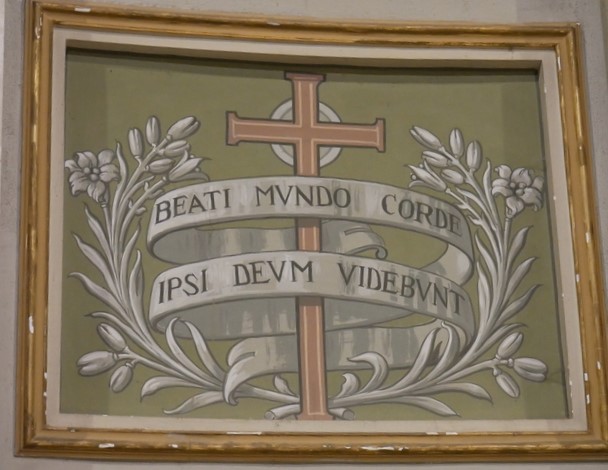 BEATI MVNDO CORDE
IPSI DEVM VIDEBVNT